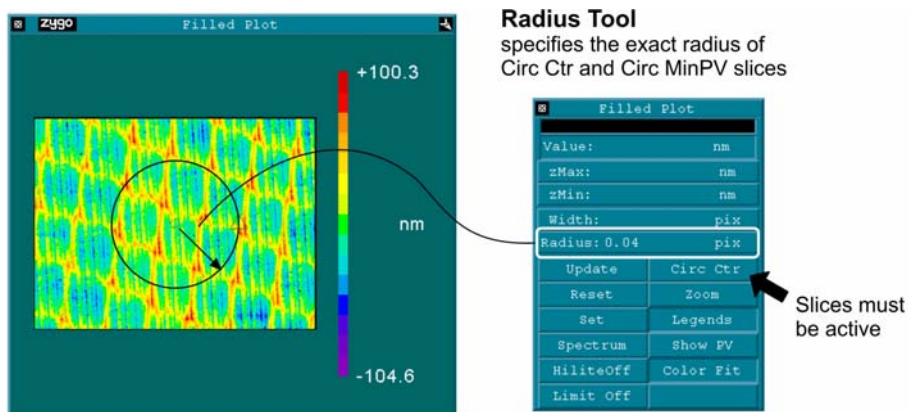 zygo
Filled Plot
+100.3
nm
-104.6
Radius Tool
specifies the exact radius of
Circ Ctr and Circ MinPV slices
Filled Plot
Value: nm
zMax: nm
zMin: nm
Width: pix
Radius: 0.04 pix
Update Circ Ctr
Reset Zoom
Set Legends
Spectrum Show PV
HiliteOff Color Fit
Limit Off
Slices must
be active